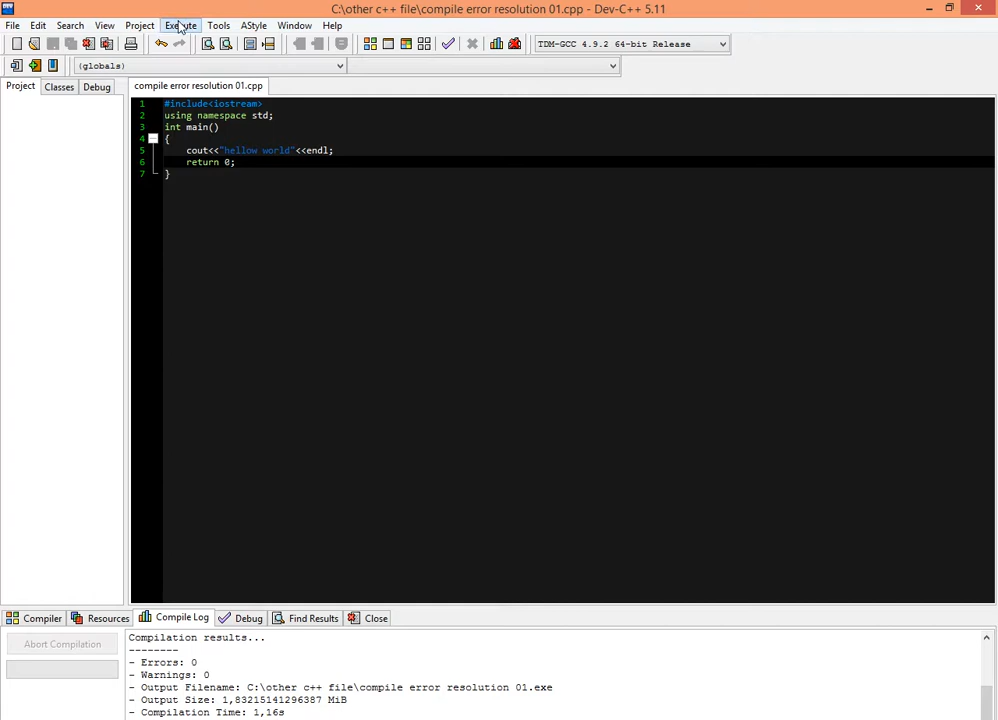 C:\other c++ file\compile error resolution 01.cpp - Dev-C++ 5.11
File Edit Search View Project Execute Tools AStyle Window Help
TDM-GCC 4.9.2 64-bit Release
(globals)
Project Classes Debug
compile error resolution 01.cpp
1 #include<iostream>
2 using namespace std;
3 int main()
4 {
5 cout<<"hellow world"<<endl;
6 return 0;
7 }
Compiler Resources Compile Log Debug Find Results Close
Abort Compilation
Compilation results...
--------
- Errors: 0
- Warnings: 0
- Output Filename: C:\other c++ file\compile error resolution 01.exe
- Output Size: 1,83215141296387 MiB
- Compilation Time: 1,16s